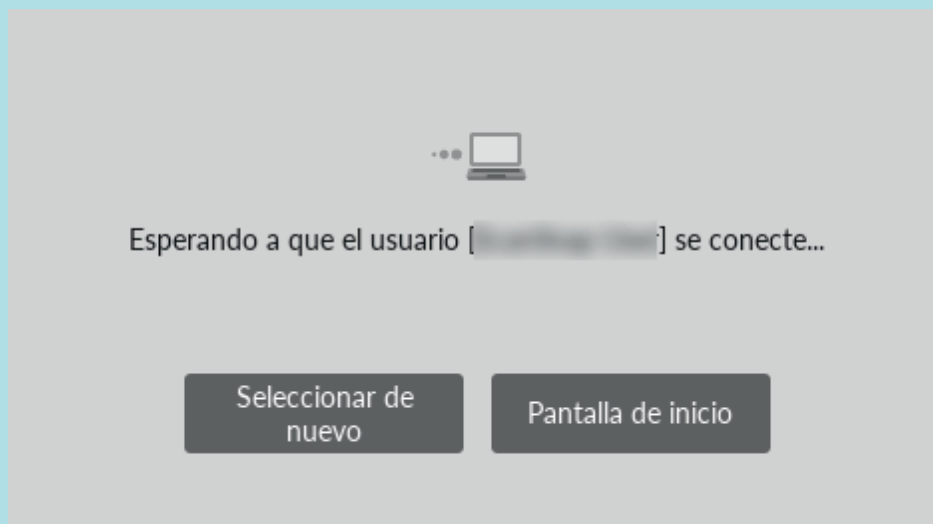 Esperando a que el usuario [ ] se conecte...
Seleccionar de
nuevo
Pantalla de inicio